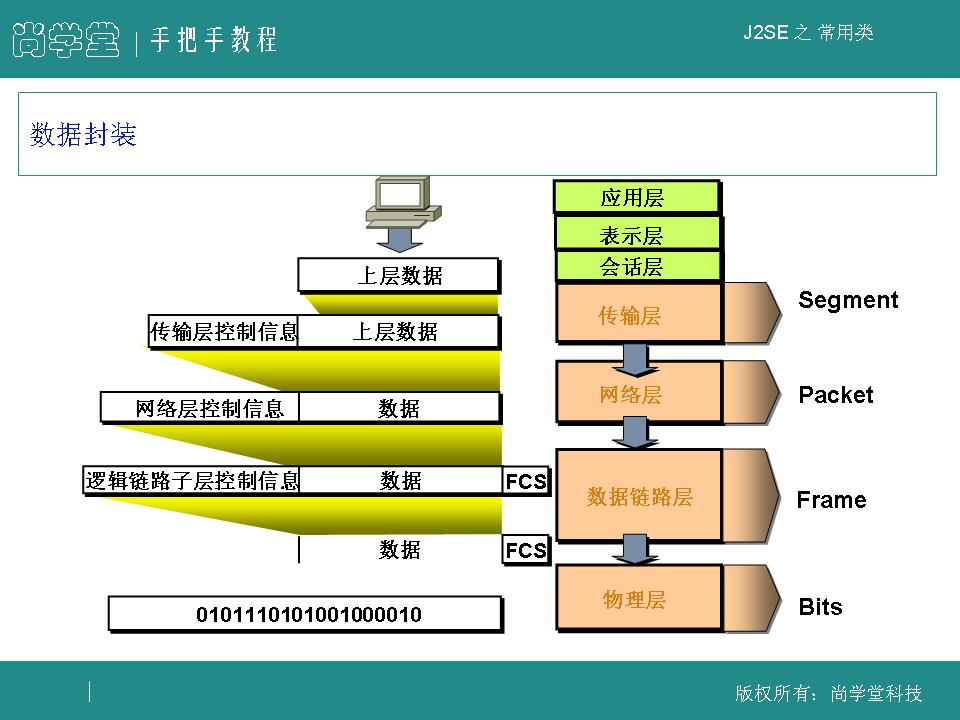 尚学堂 | 手把手教程
J2SE 之 常用类
数据封装
上层数据
传输层控制信息 上层数据
网络层控制信息 数据
逻辑链路子层控制信息 数据 FCS
数据 FCS
0101110101001000010
应用层
表示层
会话层
传输层 Segment
网络层 Packet
数据链路层 Frame
物理层 Bits
版权所有：尚学堂科技